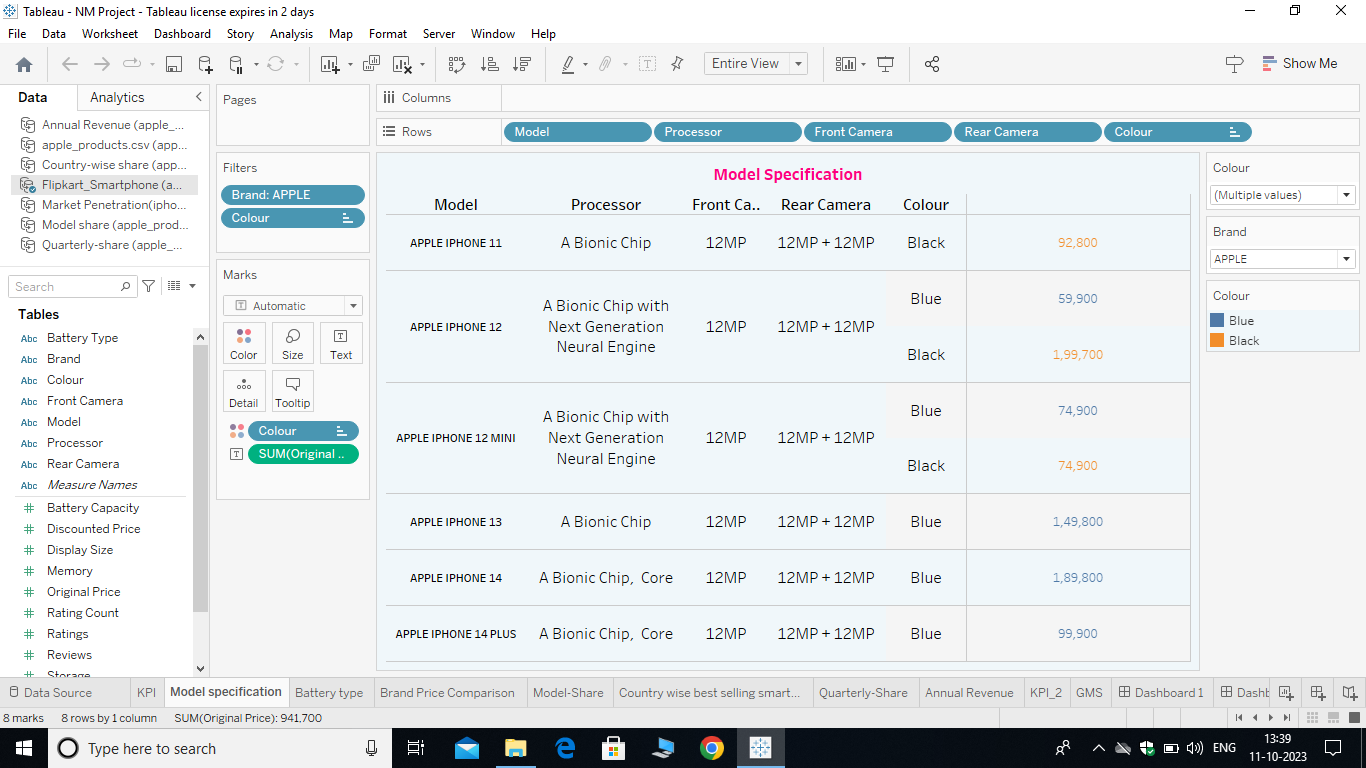 Tableau - NM Project - Tableau license expires in 2 days
File Data Worksheet Dashboard Story Analysis Map Format Server Window Help
Entire View
Show Me
Data Analytics
Annual Revenue (apple_...
apple_products.csv (app...
Country-wise share (app...
Flipkart_Smartphone (a...
Market Penetration(ipho...
Model share (apple_prod...
Quarterly-share (apple_...
Search
Tables
Abc Battery Type
Abc Brand
Abc Colour
Abc Front Camera
Abc Model
Abc Processor
Abc Rear Camera
Abc Measure Names
Battery Capacity
Discounted Price
Display Size
Memory
Original Price
Rating Count
Ratings
Reviews
Storage
Pages
Filters
Brand: APPLE
Colour
Marks
Automatic
Color Size Text
Detail Tooltip
Colour
SUM(Original ..
Columns
Rows Model Processor Front Camera Rear Camera Colour
Model Specification
Model Processor Front Ca.. Rear Camera Colour
APPLE IPHONE 11 A Bionic Chip 12MP 12MP + 12MP Black 92,800
APPLE IPHONE 12 A Bionic Chip with
Next Generation
Neural Engine 12MP 12MP + 12MP Blue 59,900
Black 1,99,700
APPLE IPHONE 12 MINI A Bionic Chip with
Next Generation
Neural Engine 12MP 12MP + 12MP Blue 74,900
Black 74,900
APPLE IPHONE 13 A Bionic Chip 12MP 12MP + 12MP Blue 1,49,800
APPLE IPHONE 14 A Bionic Chip, Core 12MP 12MP + 12MP Blue 1,89,800
APPLE IPHONE 14 PLUS A Bionic Chip, Core 12MP 12MP + 12MP Blue 99,900
Colour
(Multiple values)
Brand
APPLE
Colour
Blue
Black
Data Source KPI Model specification Battery type Brand Price Comparison Model-Share Country wise best selling smart... Quarterly-Share Annual Revenue KPI_2 GMS Dashboard 1 Dashb
8 marks 8 rows by 1 column SUM(Original Price): 941,700
Type here to search
ENG
13:39
11-10-2023